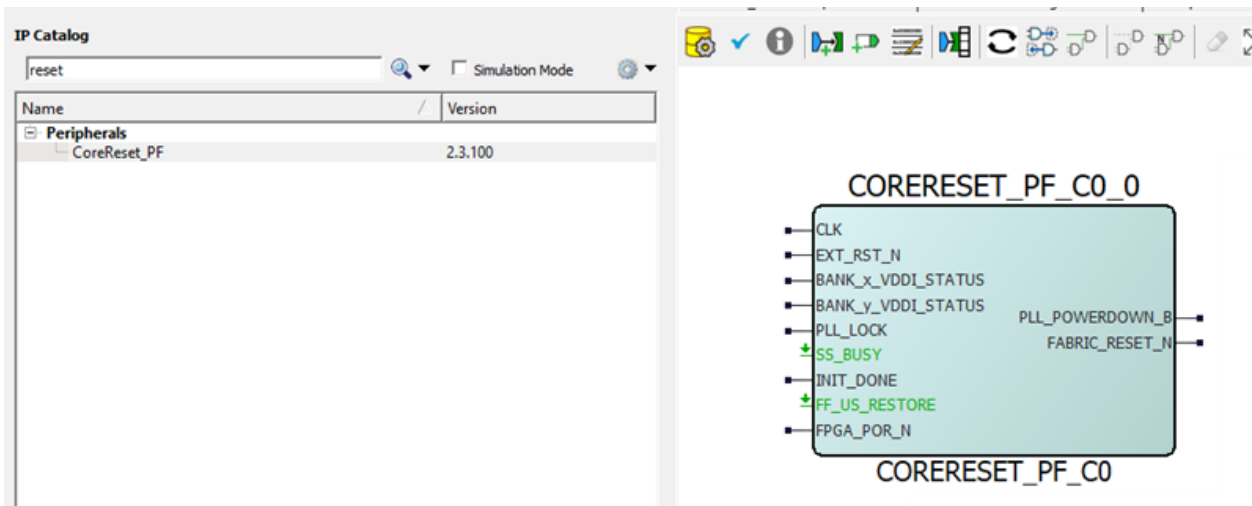 IP Catalog
reset
Simulation Mode
Name
Version
Peripherals
CoreReset_PF
2.3.100
CORERESET_PF_C0_0
CLK
EXT_RST_N
BANK_x_VDDI_STATUS
BANK_y_VDDI_STATUS
PLL_LOCK
SS_BUSY
INIT_DONE
FF_US_RESTORE
FPGA_POR_N
PLL_POWERDOWN_B
FABRIC_RESET_N
CORERESET_PF_C0